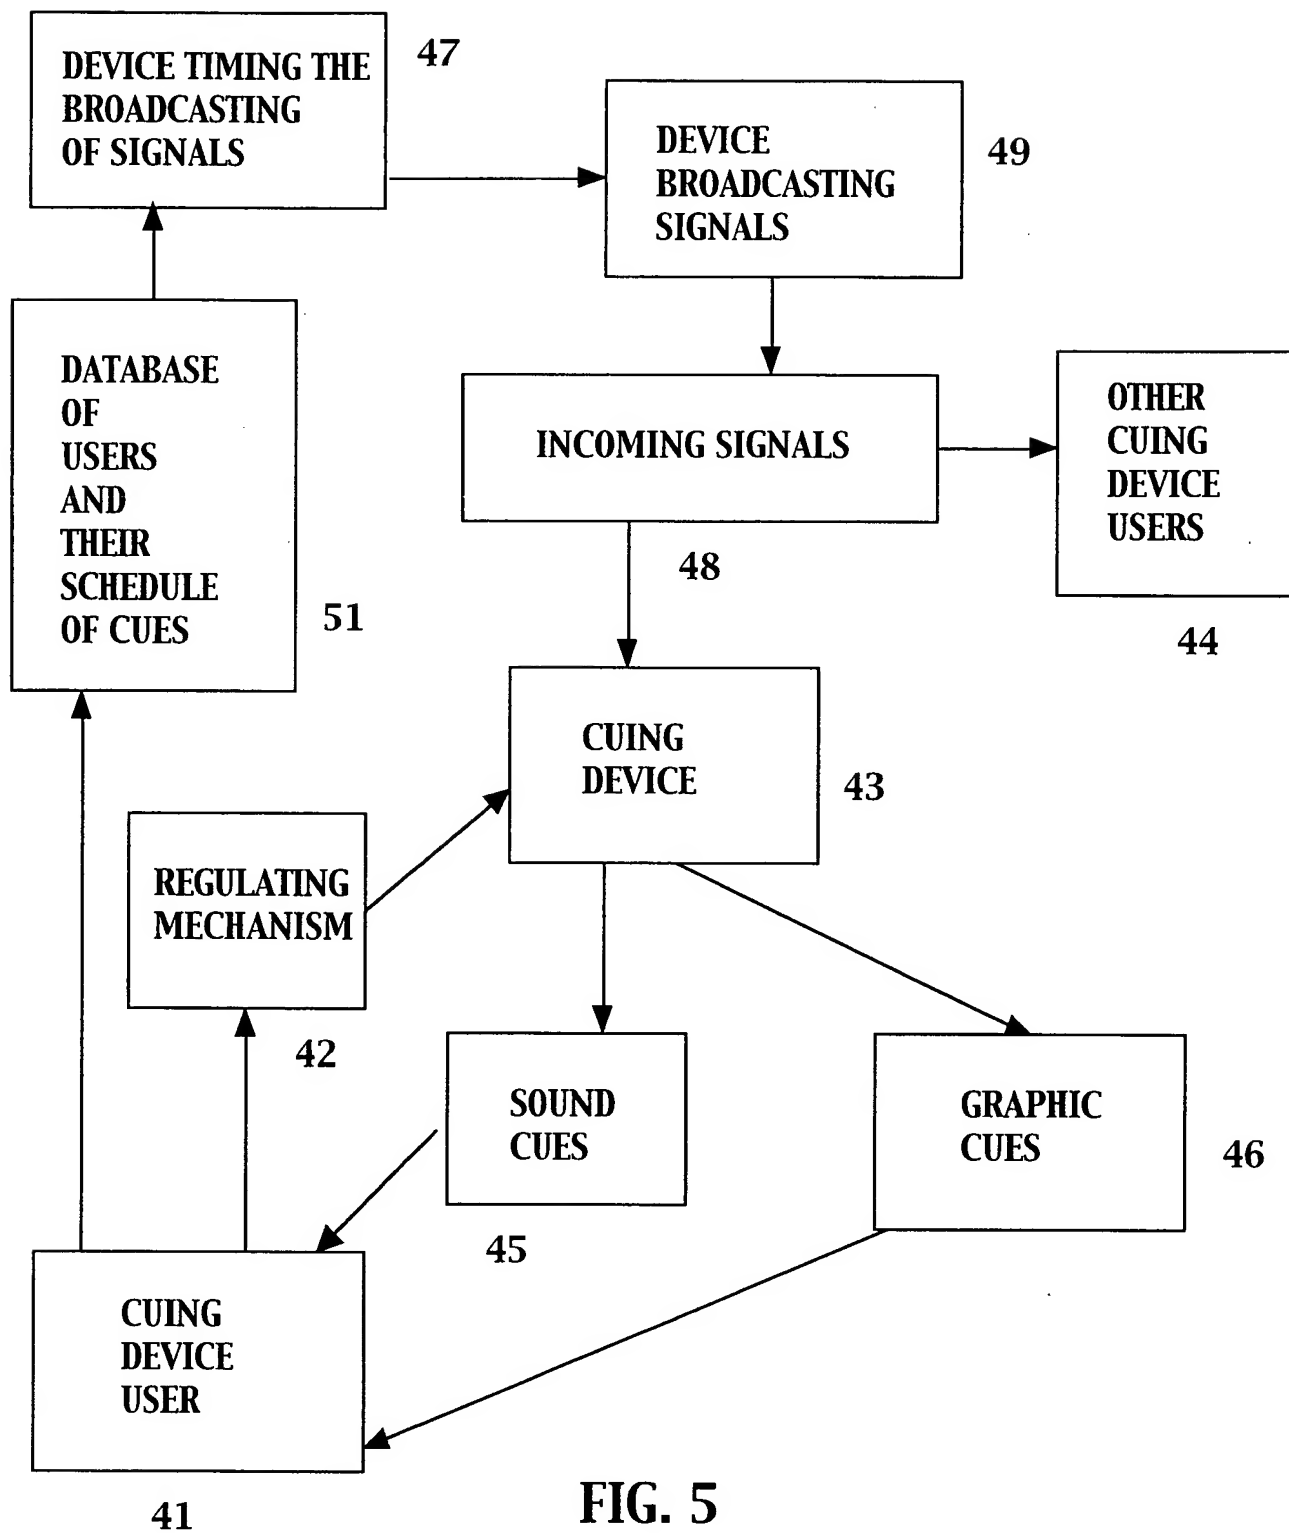 DEVICE TIMING THE
BROADCASTING
OF SIGNALS
47
DEVICE
BROADCASTING
SIGNALS
49
DATABASE
OF
USERS
AND
THEIR
SCHEDULE
OF CUES
51
INCOMING SIGNALS
48
OTHER
CUING
DEVICE
USERS
44
CUING
DEVICE
43
REGULATING
MECHANISM
42
SOUND
CUES
45
GRAPHIC
CUES
46
CUING
DEVICE
USER
41
FIG. 5